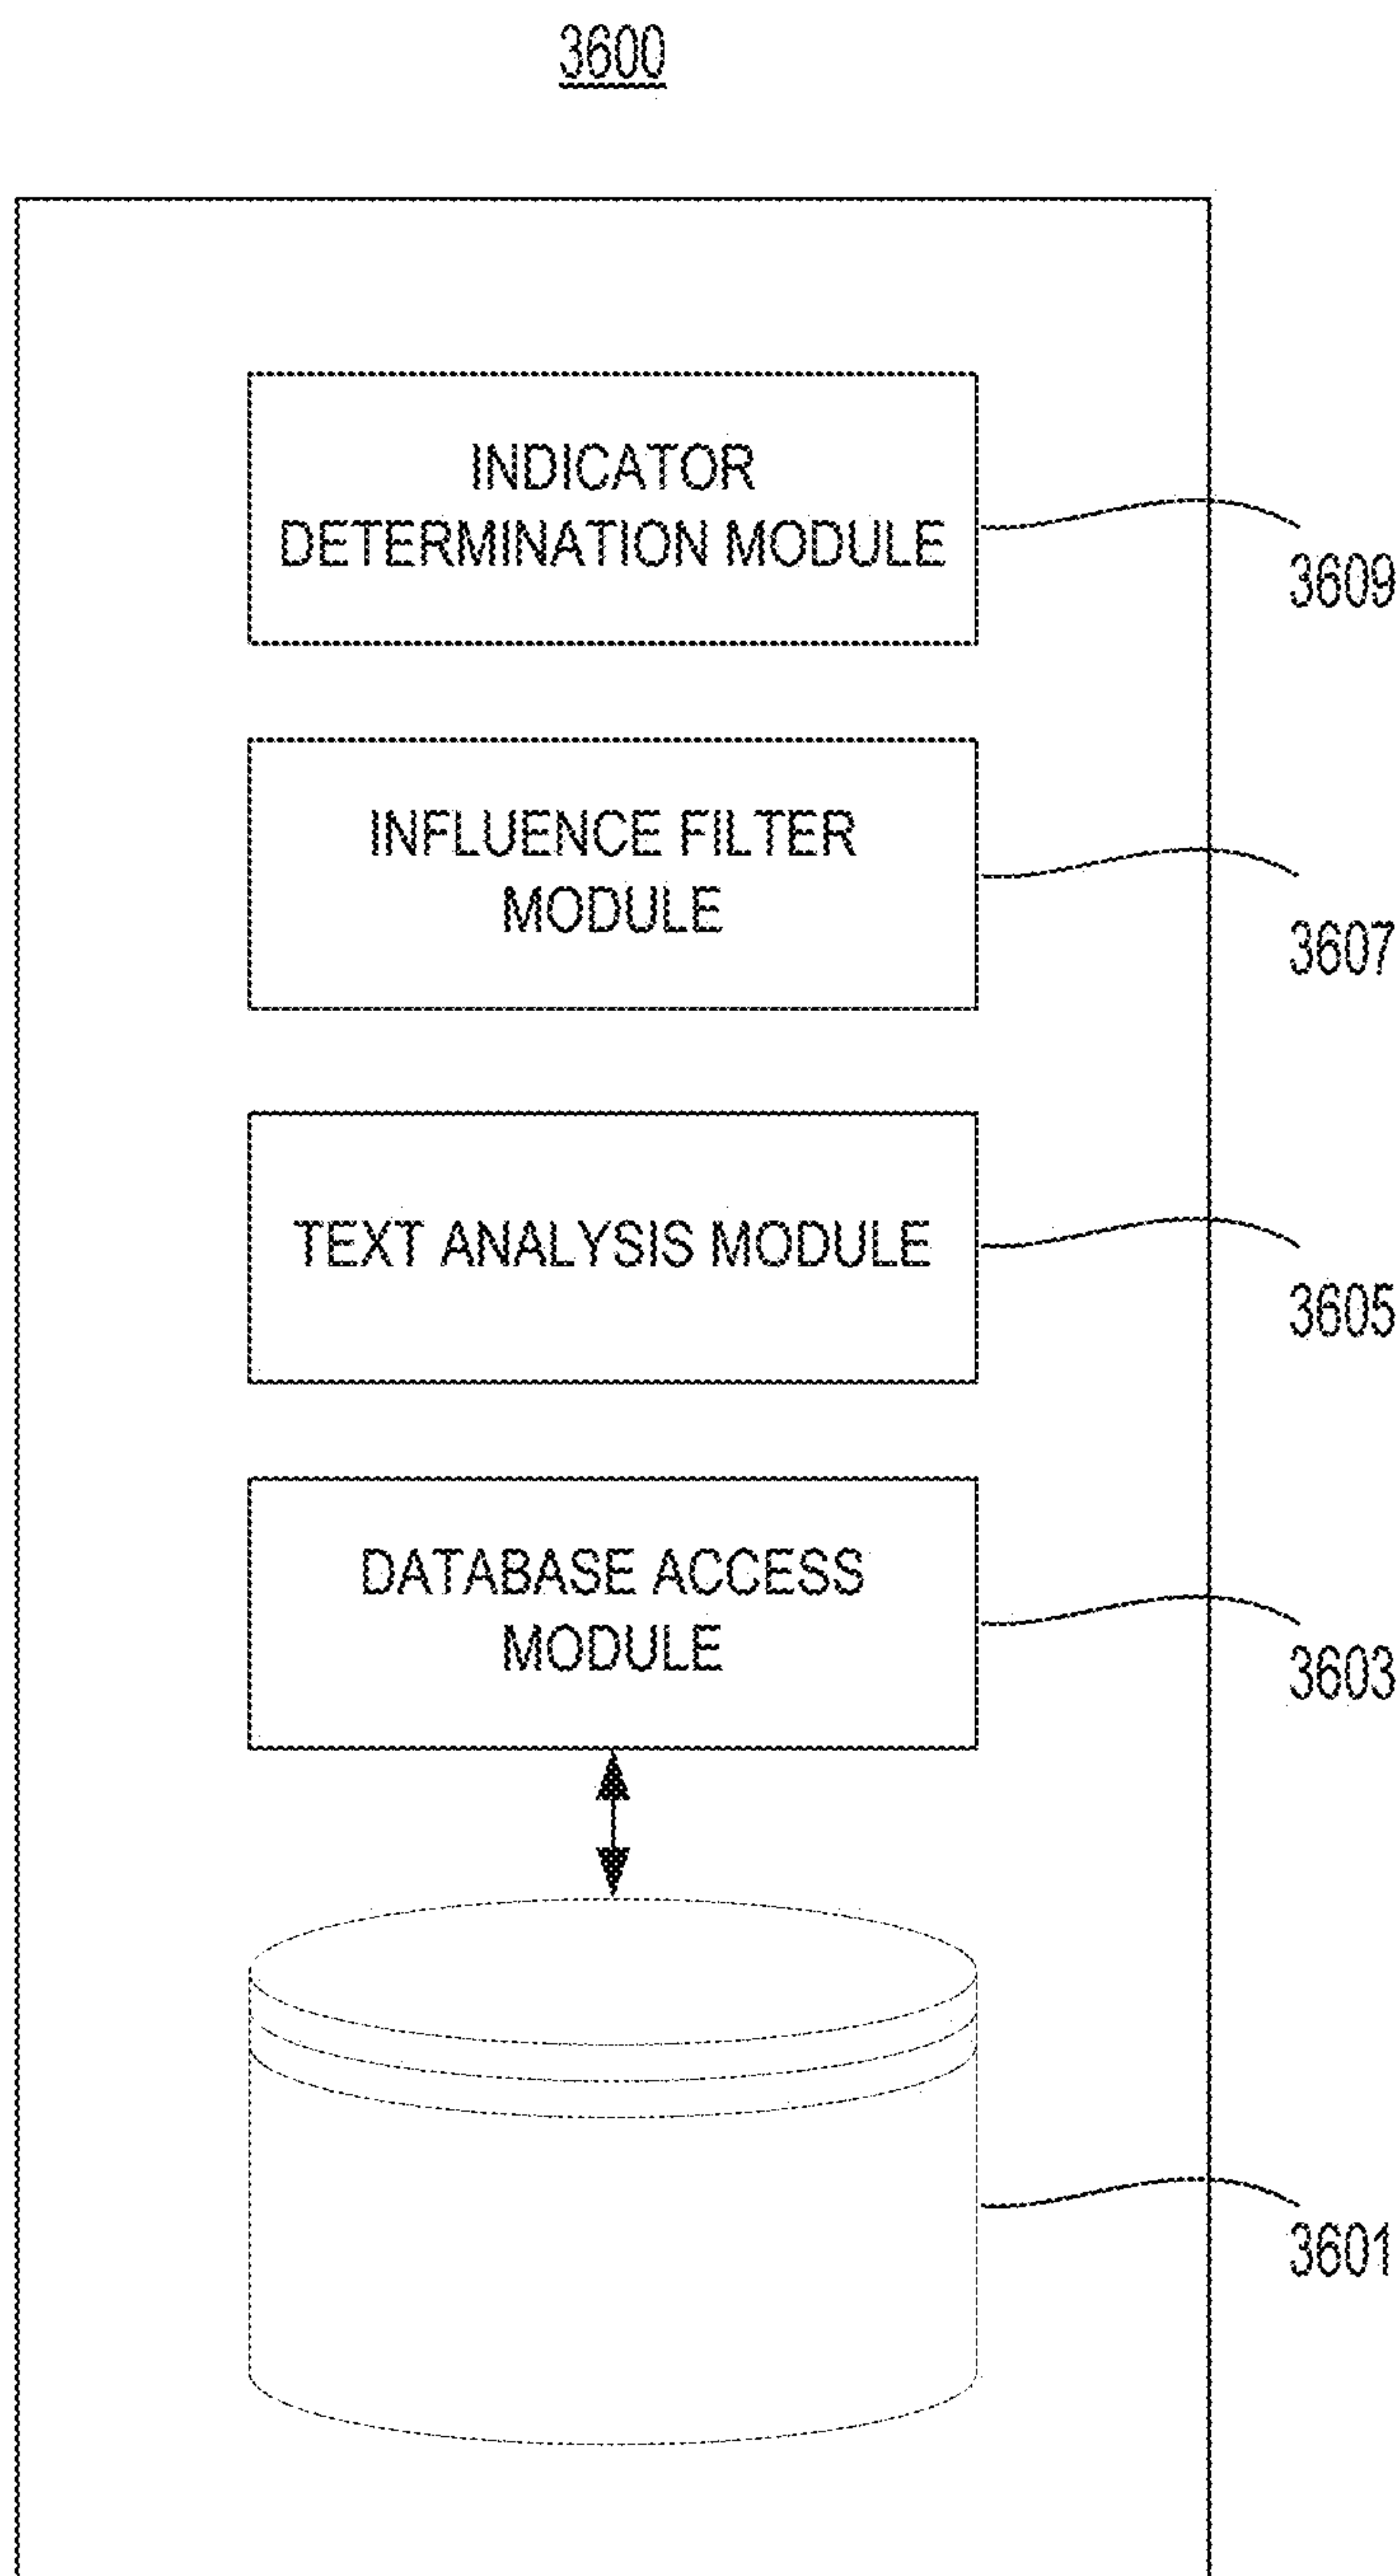 3600
INDICATOR
DETERMINATION MODULE
3609
INFLUENCE FILTER
MODULE
3607
TEXT ANALYSIS MODULE
3605
DATABASE ACCESS
MODULE
3603
3601